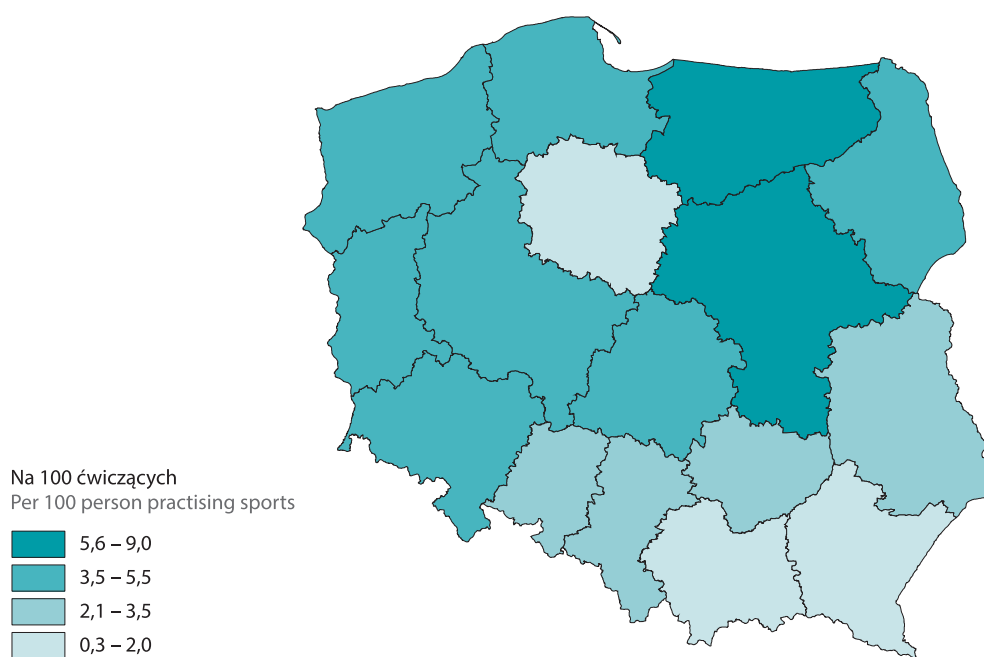 Na 100 ćwiczących
Per 100 person practising sports
5,6 – 9,0
3,5 – 5,5
2,1 – 3,5
0,3 – 2,0